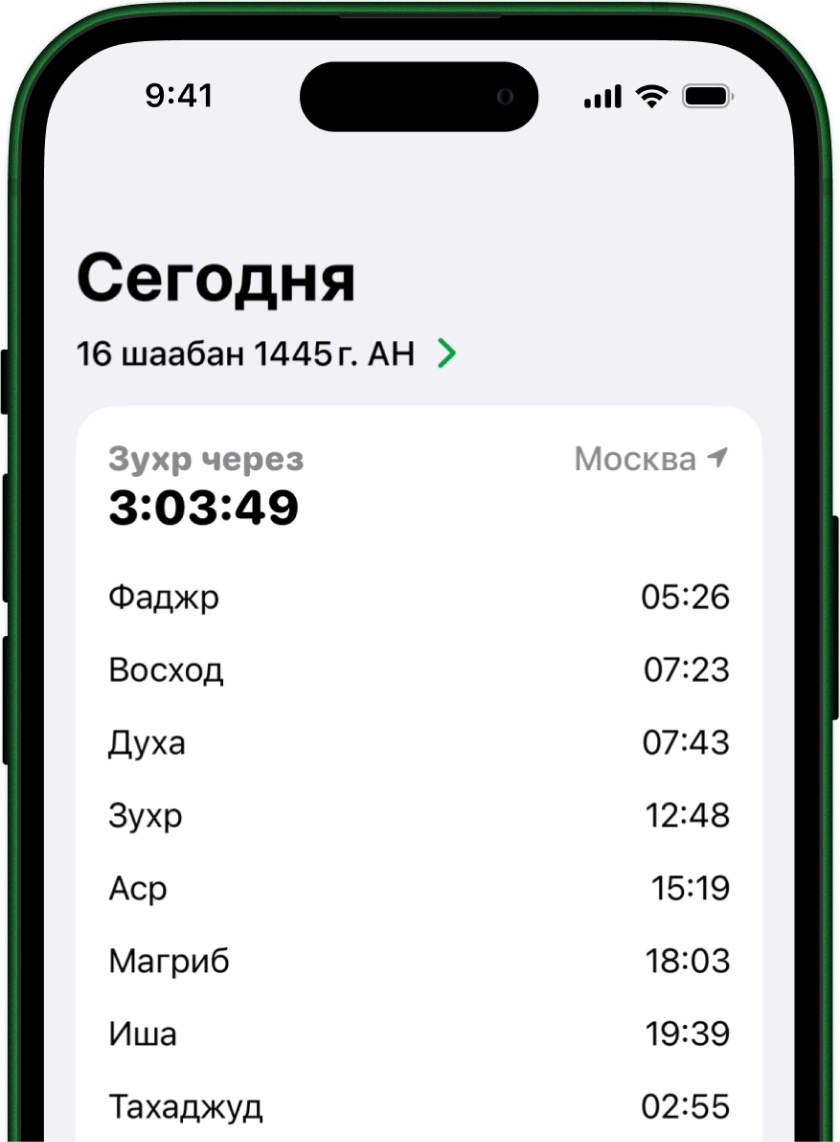 9:41
Сегодня
16 шаабан 1445 г. АН
Зухр через
Москва
3:03:49
Фаджр 05:26
Восход 07:23
Духа 07:43
Зухр 12:48
Аср 15:19
Магриб 18:03
Иша 19:39
Тахаджуд 02:55